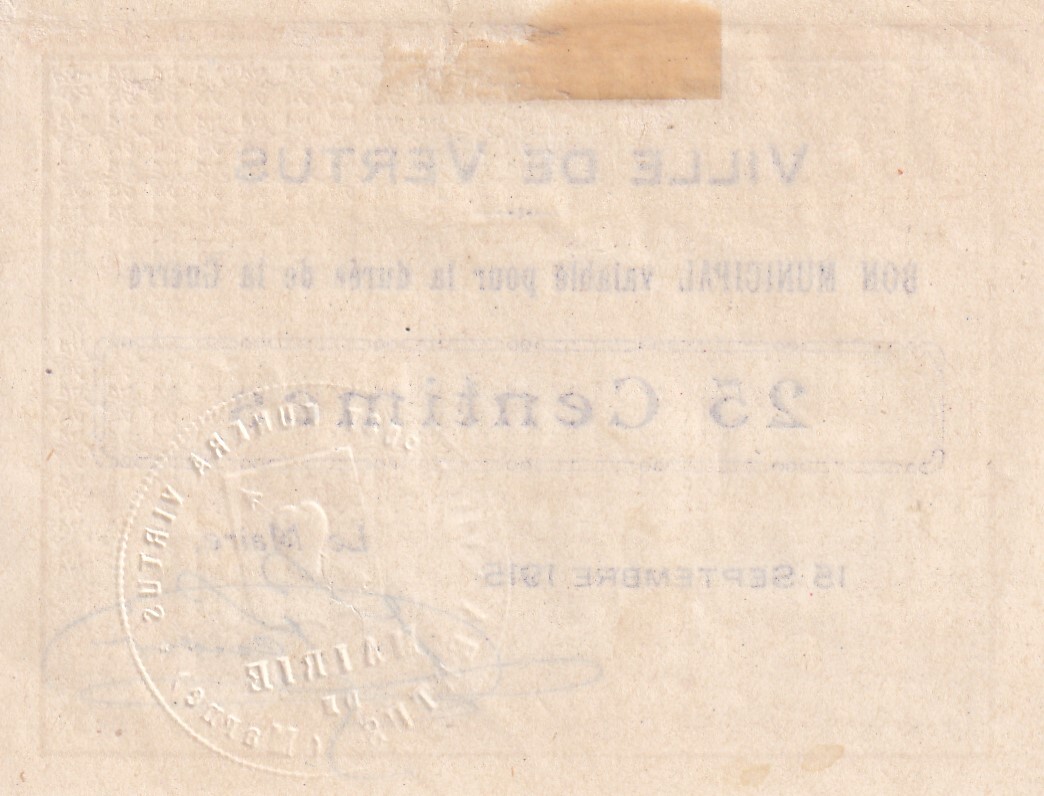 VILLE DE VERTUS
BON MUNICIPAL valable pour la durée de la Guerre
25 Centimes
Le Maire,
15 SEPTEMBRE 1915
VIRTUS
MAIRIE
DE